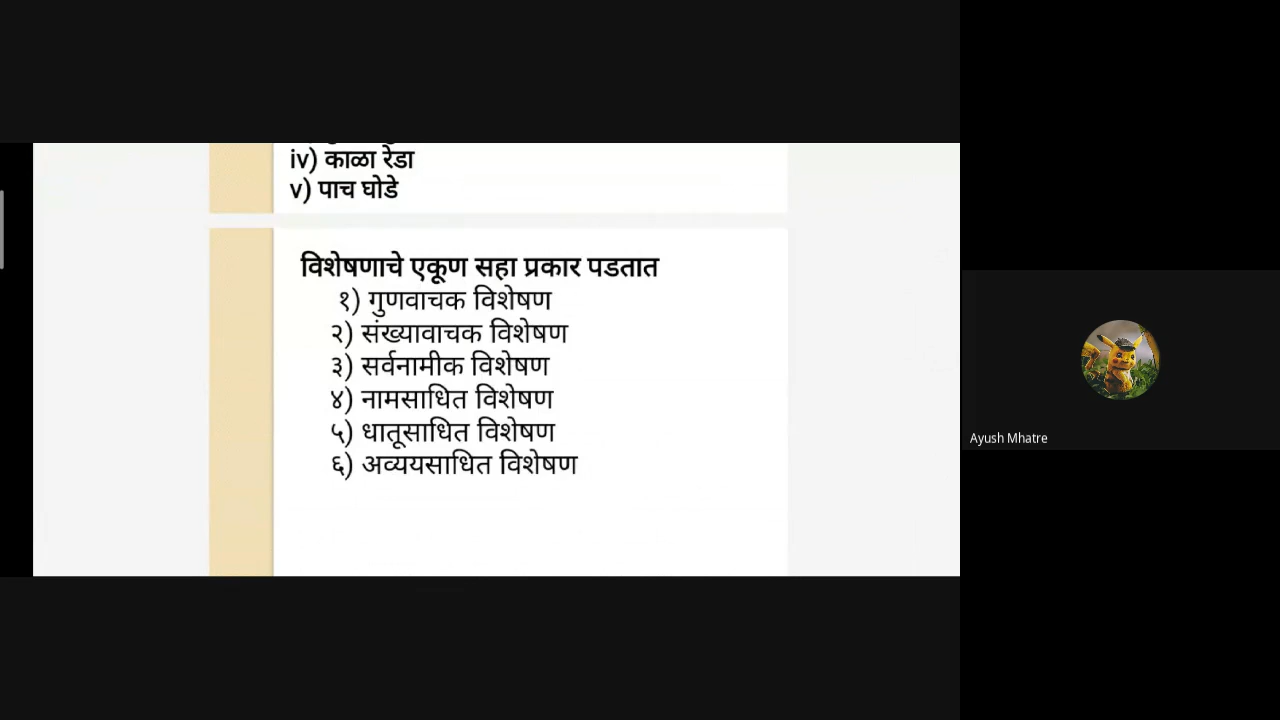 iv) काळा रेडा
v) पाच घोडे
विशेषणाचे एकूण सहा प्रकार पडतात
१) गुणवाचक विशेषण
२) संख्यावाचक विशेषण
३) सर्वनामीक विशेषण
४) नामसाधित विशेषण
५) धातूसाधित विशेषण
६) अव्ययसाधित विशेषण
Ayush Mhatre